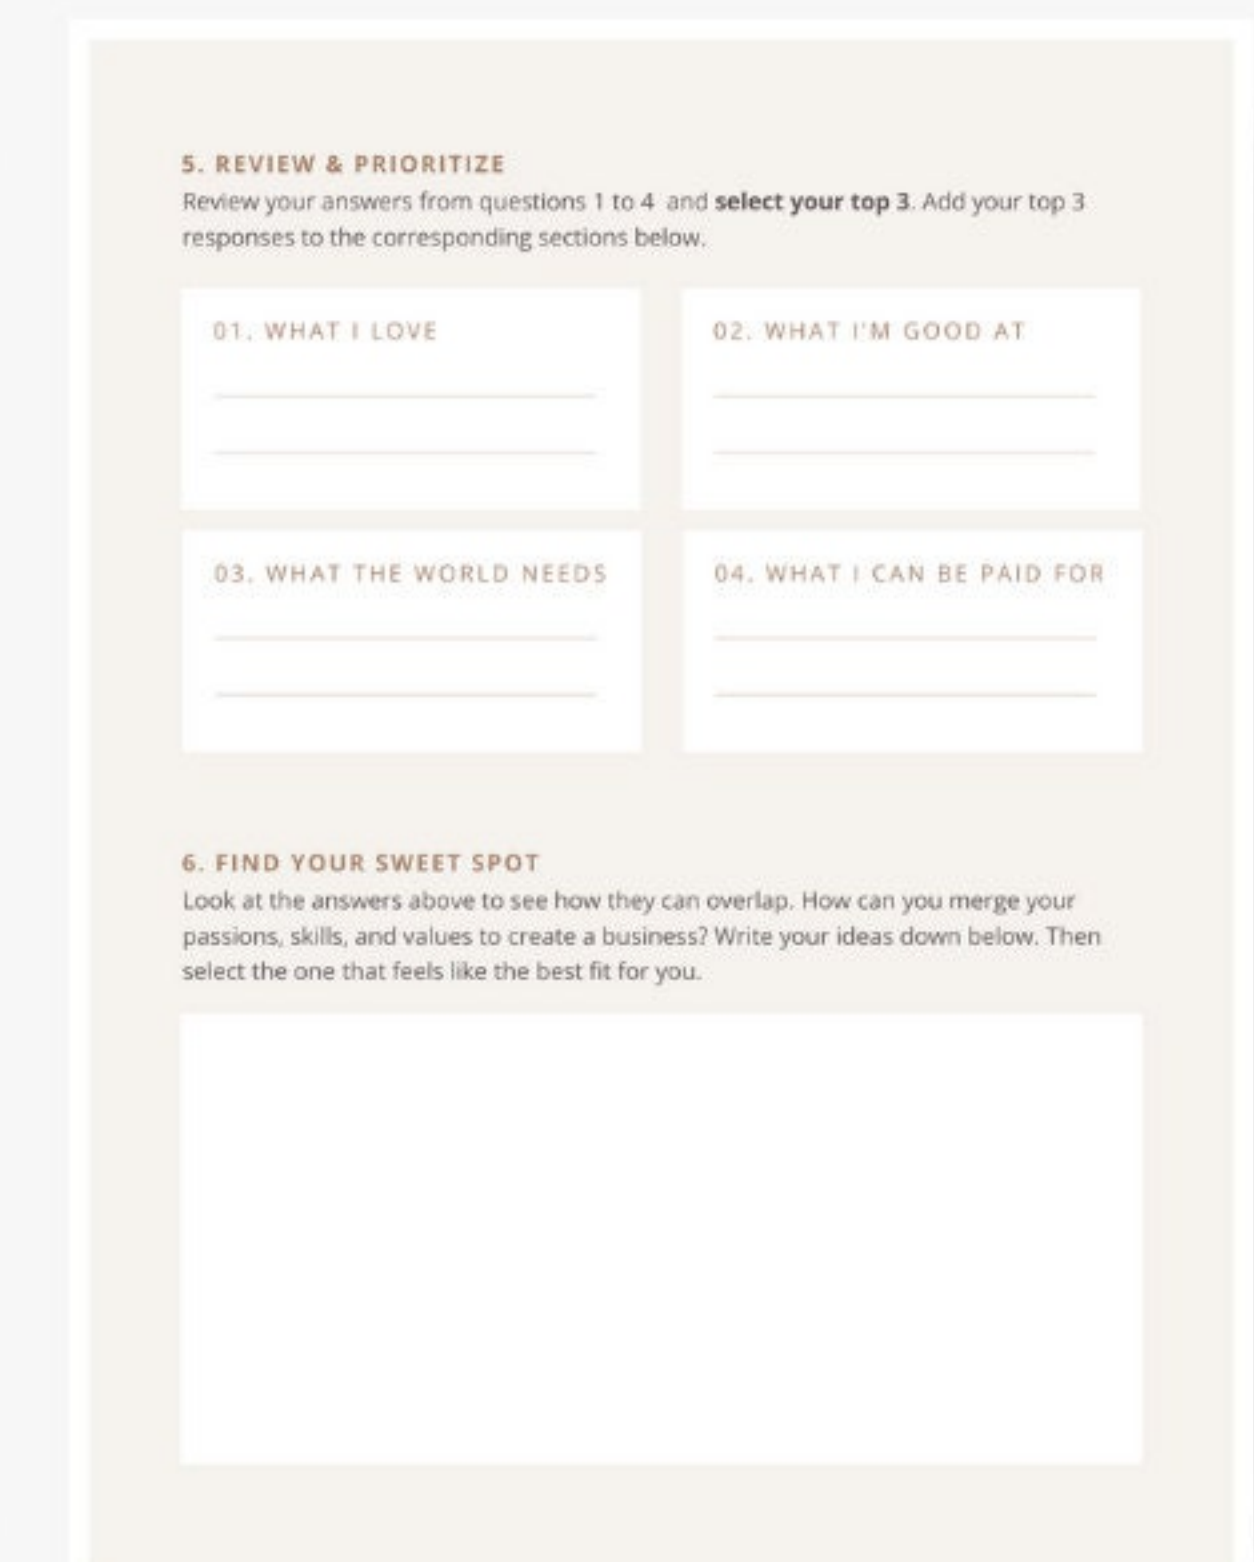 5. REVIEW & PRIORITIZE
Review your answers from questions 1 to 4 and select your top 3. Add your top 3
responses to the corresponding sections below.
01. WHAT I LOVE
02. WHAT I'M GOOD AT
03. WHAT THE WORLD NEEDS
04. WHAT I CAN BE PAID FOR
6. FIND YOUR SWEET SPOT
Look at the answers above to see how they can overlap. How can you merge your
passions, skills, and values to create a business? Write your ideas down below. Then
select the one that feels like the best fit for you.